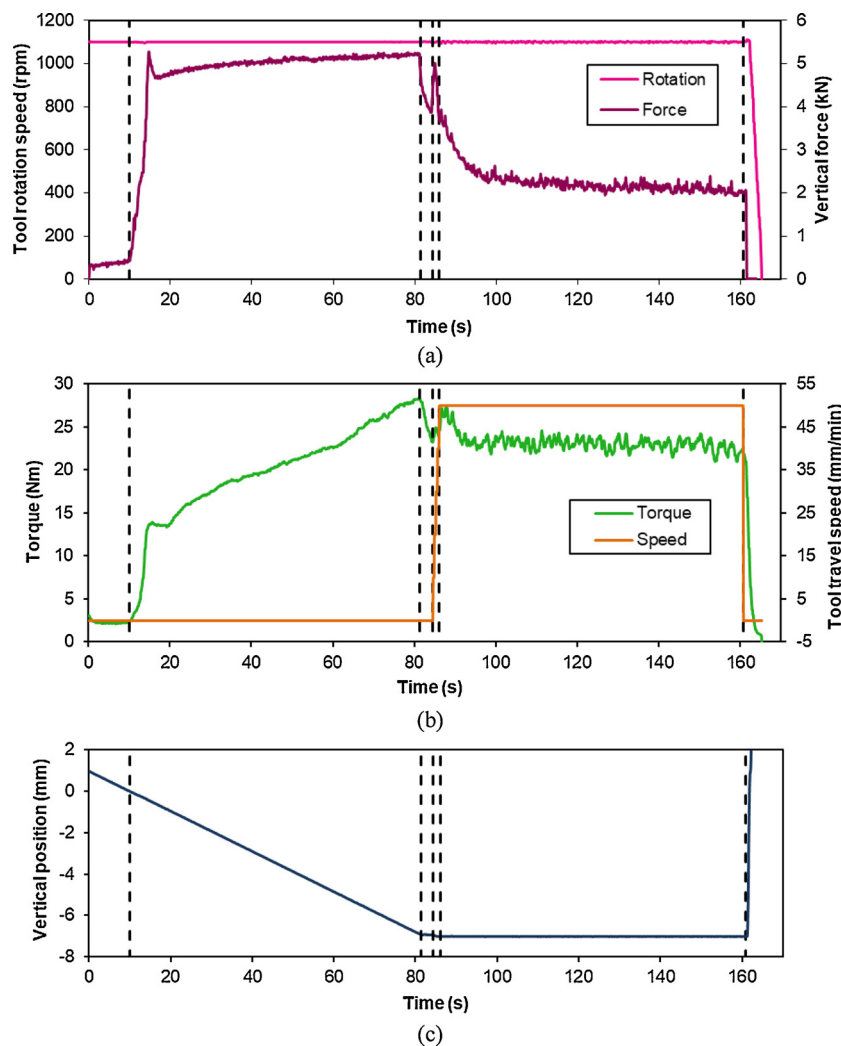 1200
1000
800
600
400
200
0
Tool rotation speed (rpm)
6
5
4
3
2
1
0
Vertical force (kN)
Rotation
Force
0 20 40 60 80 100 120 140 160
Time (s)
(a)
30
25
20
15
10
5
0
Torque (Nm)
55
45
35
25
15
5
-5
Tool travel speed (mm/min)
Torque
Speed
0 20 40 60 80 100 120 140 160
Time (s)
(b)
2
0
-2
-4
-6
-8
Vertical position (mm)
0 20 40 60 80 100 120 140 160
Time (s)
(c)